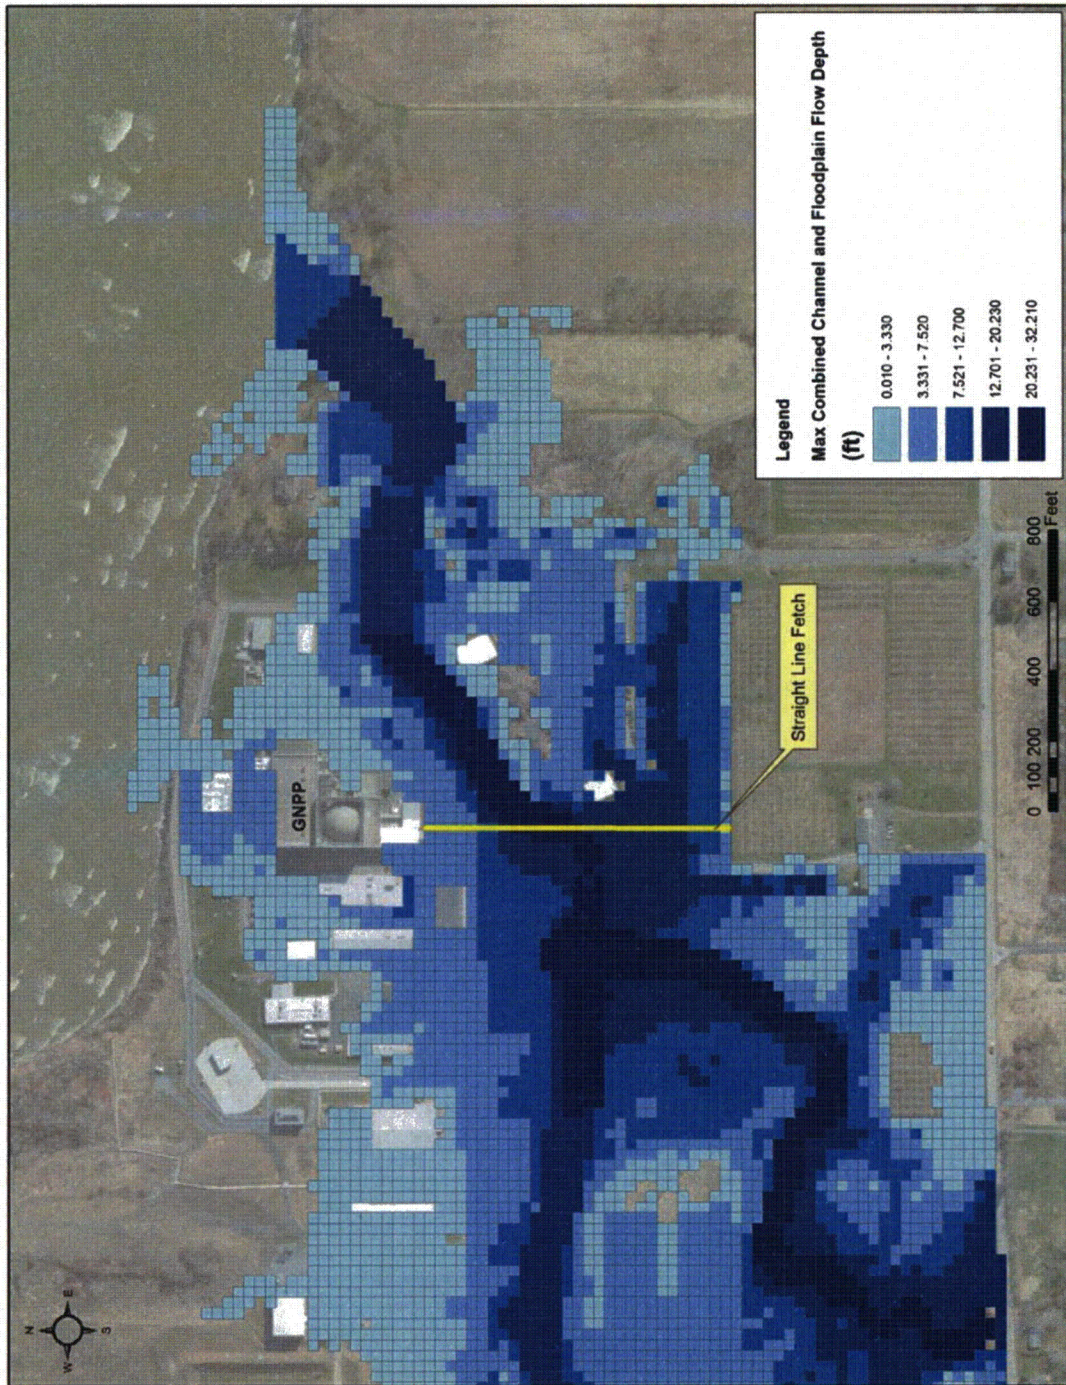 N
W E
S
GNPP
Straight Line Fetch
Legend
Max Combined Channel and Floodplain Flow Depth
(ft)
0.010 - 3.330
3.331 - 7.520
7.521 - 12.700
12.701 - 20.230
20.231 - 32.210
0 100 200 400 600 800
Feet